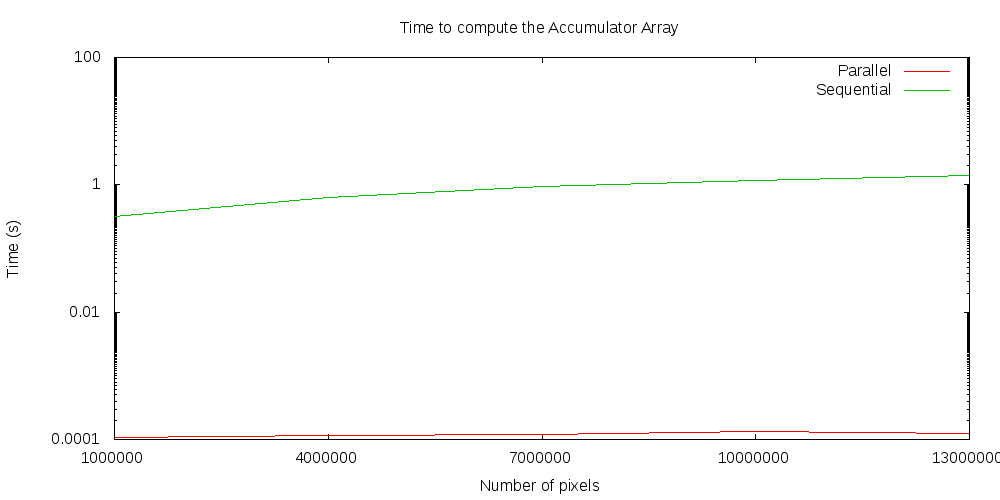 Time to compute the Accumulator Array
100
Parallel
Sequential
1
Time (s)
0.01
0.0001
1000000 4000000 7000000 10000000 13000000
Number of pixels